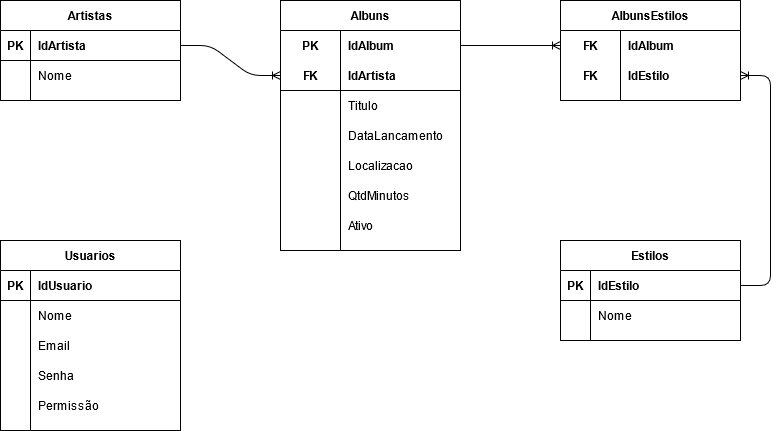 Artistas
PK IdArtista
Nome
Albuns
PK IdAlbum
FK IdArtista
Titulo
DataLancamento
Localizacao
QtdMinutos
Ativo
AlbunsEstilos
FK IdAlbum
FK IdEstilo
Usuarios
PK IdUsuario
Nome
Email
Senha
Permissão
Estilos
PK IdEstilo
Nome